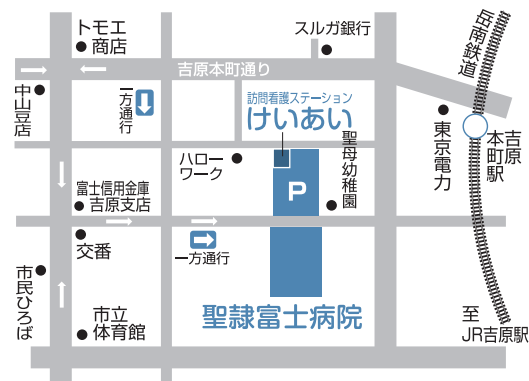 トモエ
商店
スルガ銀行
岳南鉄道
吉原本町通り
中山豆店
一方通行
訪問看護ステーション
けいあい
東京電力
吉原
本町駅
ハロー
ワーク
聖母幼稚園
富士信用金庫
吉原支店
P
交番
一方通行
市民ひろば
市立
体育館
聖隷富士病院
至
JR吉原駅